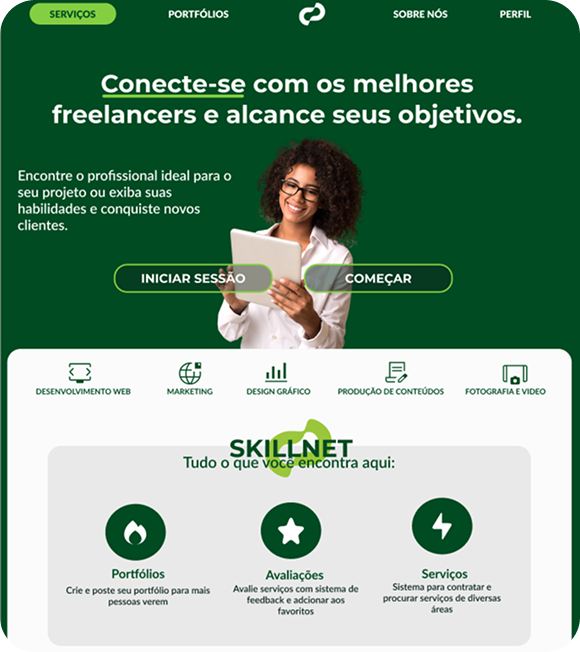 SERVIÇOS
PORTFÓLIOS
SOBRE NÓS
PERFIL
Conecte-se com os melhores
freelancers e alcance seus objetivos.
Encontre o profissional ideal para o
seu projeto ou exiba suas
habilidades e conquiste novos
clientes.
INICIAR SESSÃO
COMEÇAR
DESENVOLVIMENTO WEB
MARKETING
DESIGN GRÁFICO
PRODUÇÃO DE CONTEÚDOS
FOTOGRAFIA E VIDEO
SKILLNET
Tudo o que você encontra aqui:
Portfólios
Crie e poste seu portfólio para mais
pessoas verem
Avaliações
Avalie serviços com sistema de
feedback e adcionar aos
favoritos
Serviços
Sistema para contratar e
procurar serviços de diversas
áreas